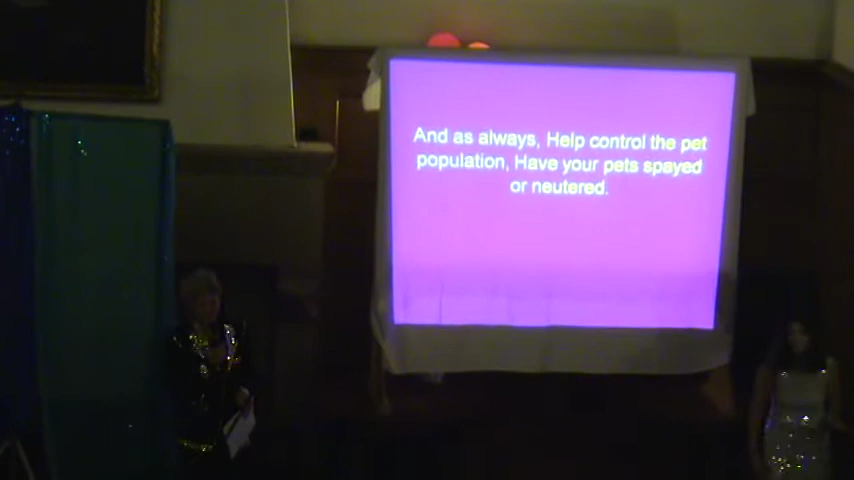 And as always, Help control the pet
population, Have your pets spayed
or neutered.